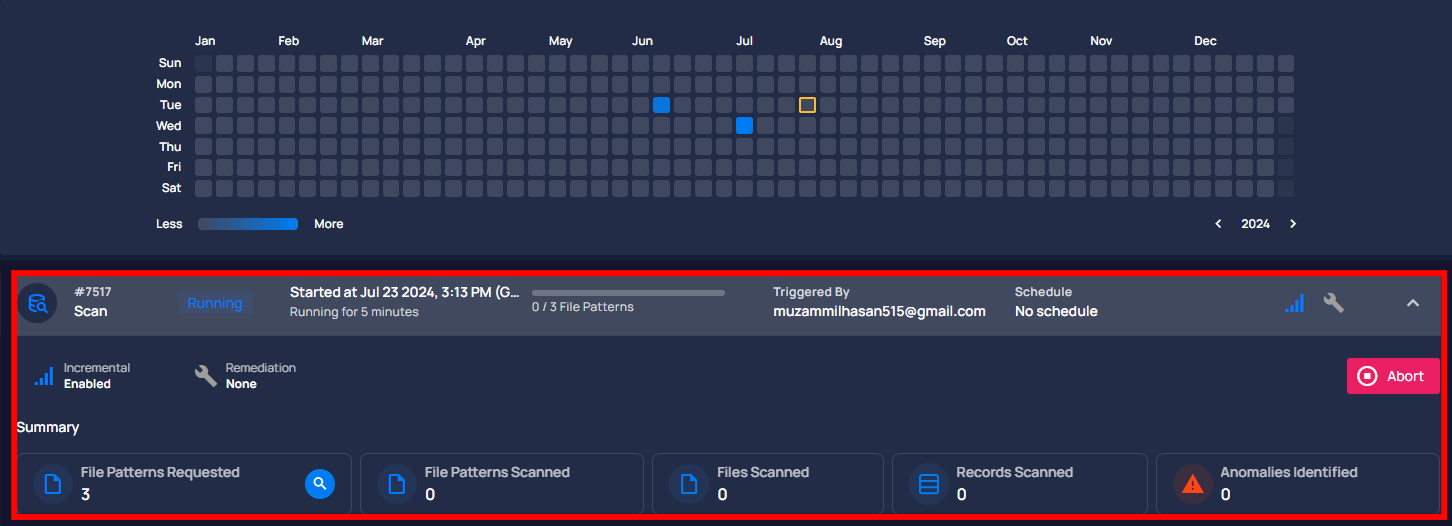 Jan Feb Mar Apr May Jun Jul Aug Sep Oct Nov Dec
Sun
Mon
Tue
Wed
Thu
Fri
Sat
Less More 2024
#7517
Scan
Running
Started at Jul 23 2024, 3:13 PM (G...
Running for 5 minutes
0 / 3 File Patterns
Triggered By
muzammilhasan515@gmail.com
Schedule
No schedule
Incremental
Enabled
Remediation
None
Abort
Summary
File Patterns Requested
3
File Patterns Scanned
0
Files Scanned
0
Records Scanned
0
Anomalies Identified
0